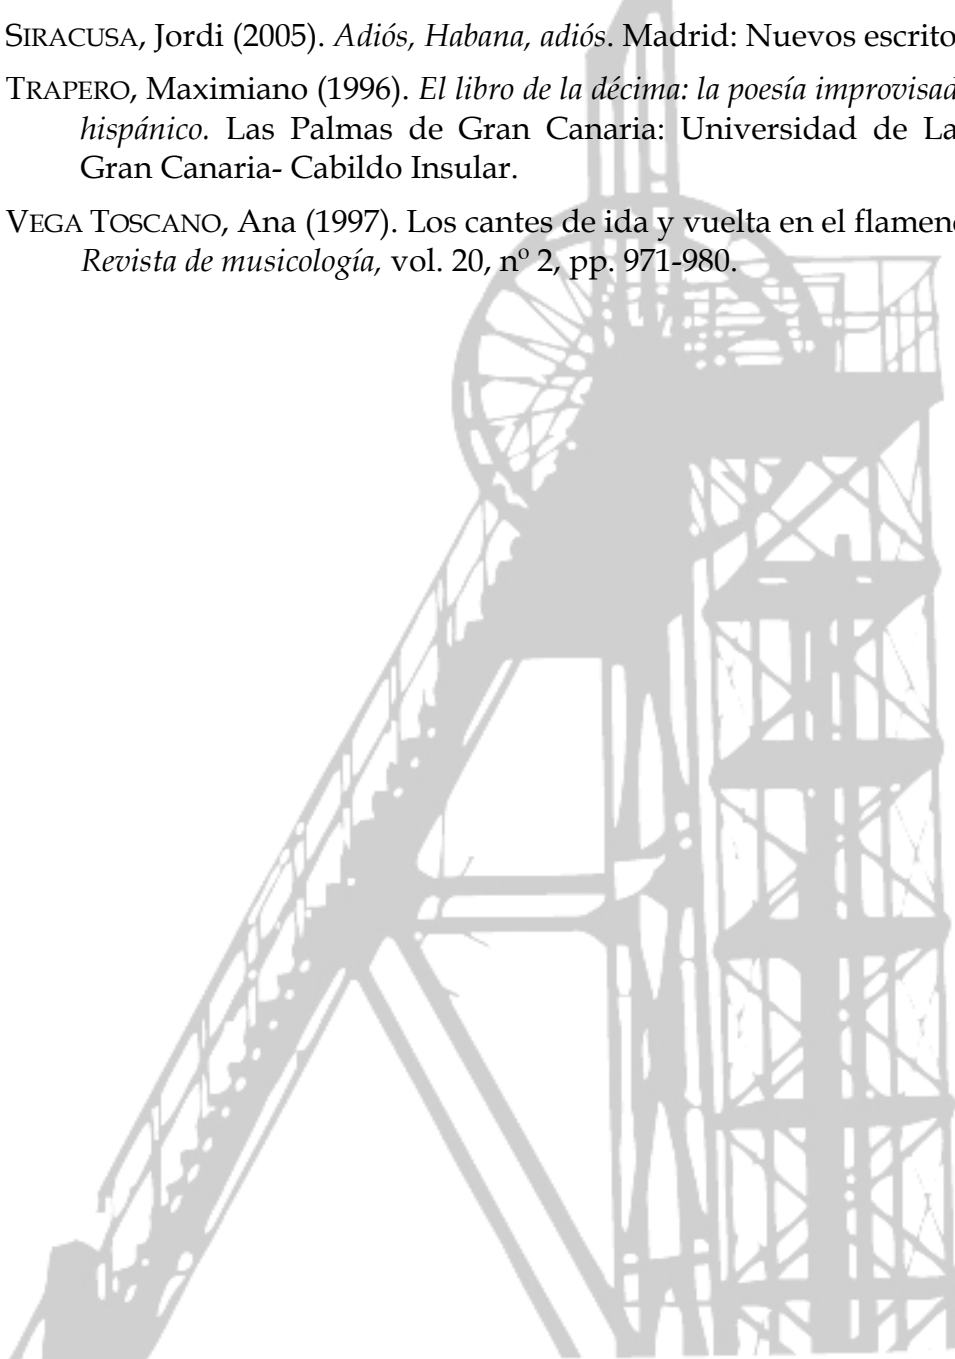 SIRACUSA, Jordi (2005). Adiós, Habana, adiós. Madrid: Nuevos escrito
TRAPERO, Maximiano (1996). El libro de la décima: la poesía improvisad
hispánico. Las Palmas de Gran Canaria: Universidad de La
Gran Canaria- Cabildo Insular.
VEGA TOSCANO, Ana (1997). Los cantes de ida y vuelta en el flamen
Revista de musicología, vol. 20, nº 2, pp. 971-980.